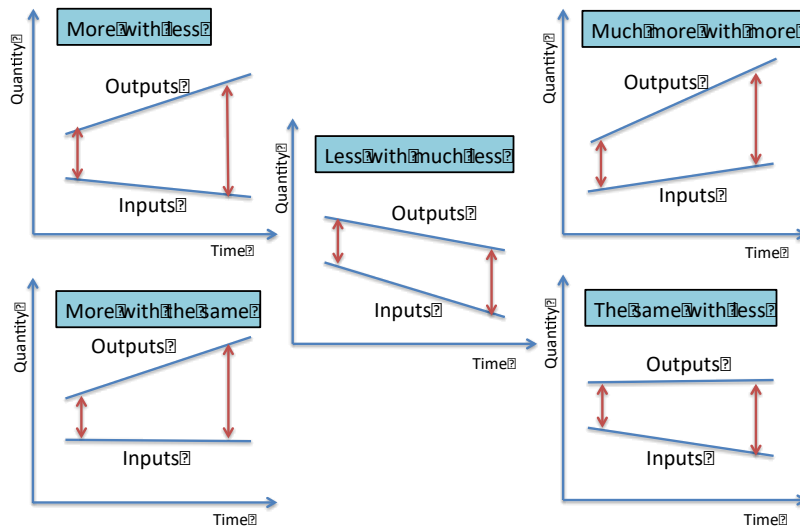 More⍰with⍰less⍰
Quantity⍰
Outputs⍰
Inputs⍰
Time⍰
Much⍰more⍰with⍰more⍰
Quantity⍰
Outputs⍰
Inputs⍰
Time⍰
Less⍰with⍰much⍰less⍰
Quantity⍰
Outputs⍰
Inputs⍰
Time⍰
More⍰with⍰the⍰same⍰
Quantity⍰
Outputs⍰
Inputs⍰
Time⍰
The⍰same⍰with⍰less⍰
Quantity⍰
Outputs⍰
Inputs⍰
Time⍰